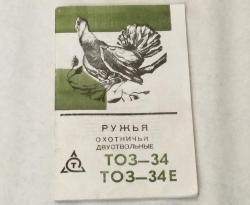 РУЖЬЯ
ОХОТНИЧЬИ
ДВУСТВОЛЬНЫЕ
ТОЗ—34
ТОЗ—34Е
Т